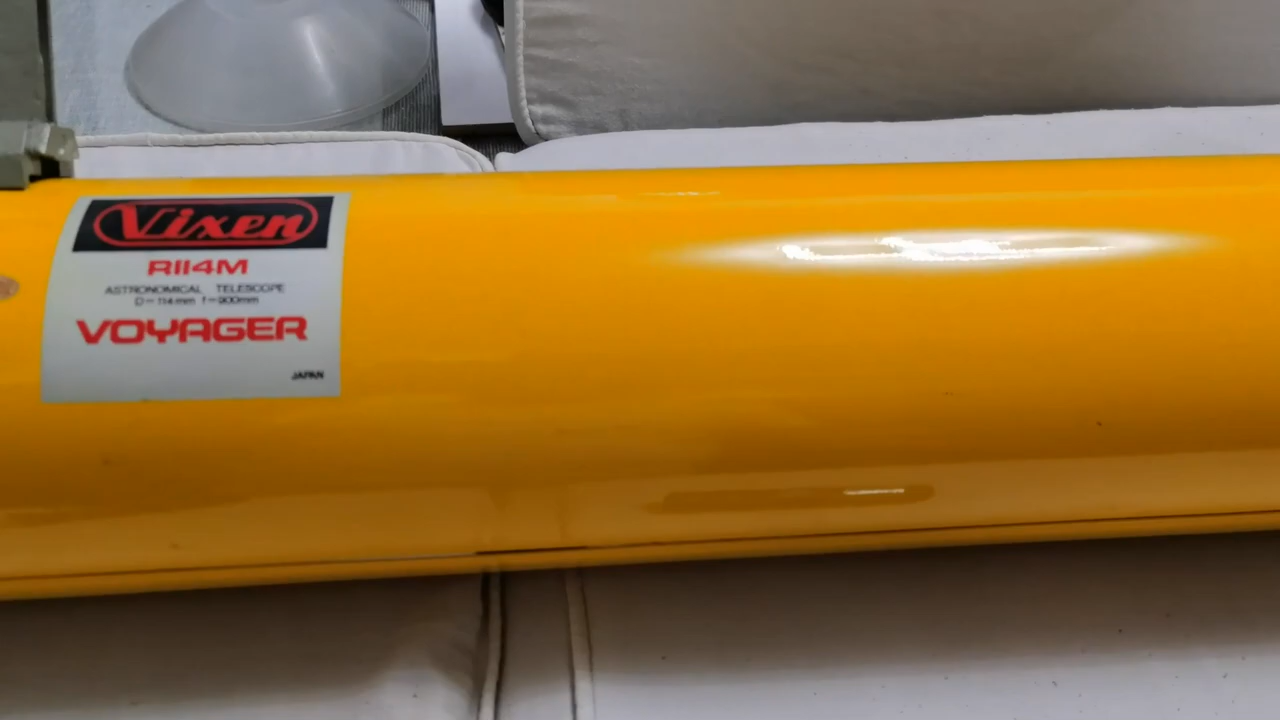 Vixen
R114M
ASTRONOMICAL TELESCOPE
D=114mm f=900mm
VOYAGER
JAPAN